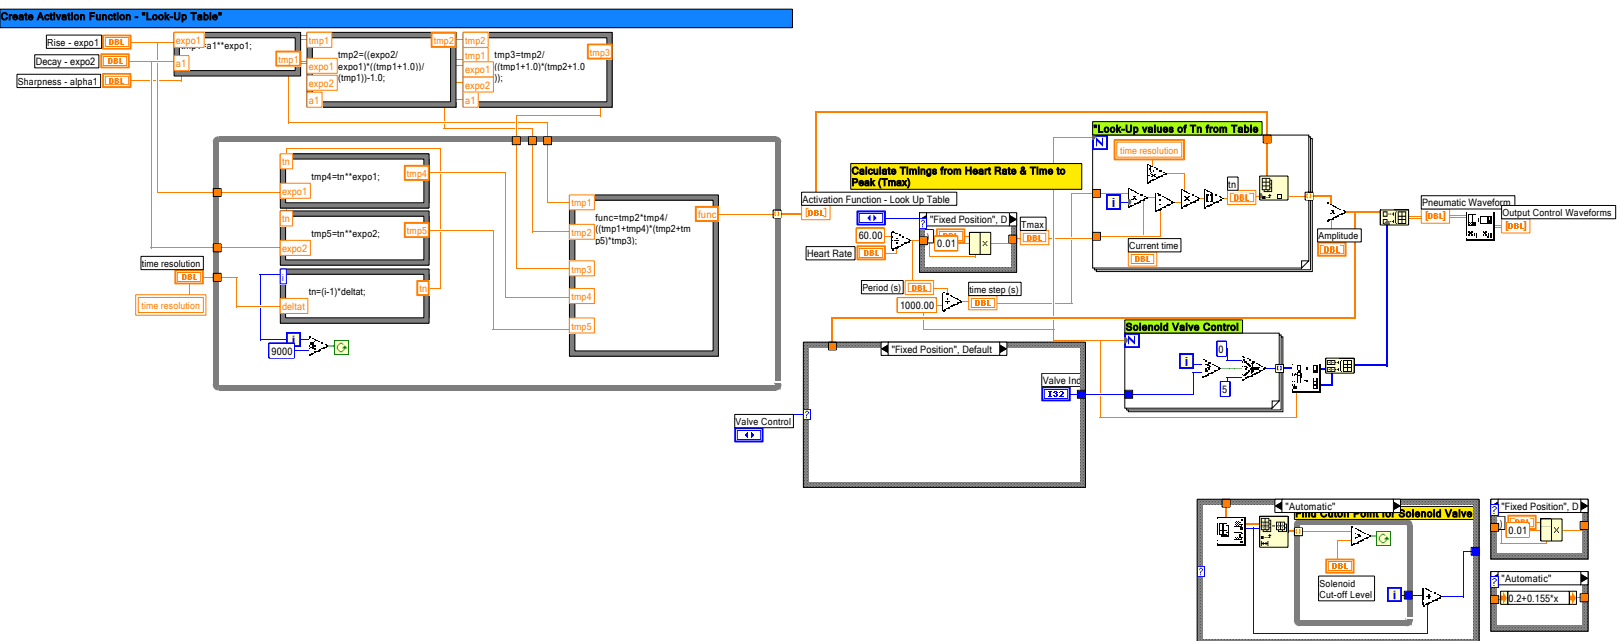 Create Activation Function - "Look-Up Table"
Rise - expo1
DBL
Decay - expo2
DBL
Sharpness - alpha1
DBL
expo1
a1
a1**expo1;
tmp1
tmp1
expo1
expo2
a1
tmp2=((expo2/
expo1)*((tmp1+1.0))/
(tmp1))-1.0;
tmp2
tmp2
tmp1
expo1
expo2
a1
tmp3=tmp2/
((tmp1+1.0)*(tmp2+1.0
));
tmp3
tn
expo1
tmp4=tn**expo1;
tmp4
tn
expo2
tmp5=tn**expo2;
tmp5
i
deltat
tn=(i-1)*deltat;
tn
time resolution
DBL
time resolution
i
9000
tmp1
tmp2
tmp3
tmp4
tmp5
func=tmp2*tmp4/
((tmp1+tmp4)*(tmp2+tm
p5)*tmp3);
func
Calculate Timings from Heart Rate & Time to
Peak (Tmax)
Activation Function - Look Up Table
[DBL]
60.00
Heart Rate
DBL
"Fixed Position", D
0.01
x
Tmax
DBL
Period (s)
DBL
1000.00
time step (s)
DBL
"Look-Up values of Tn from Table
N
time resolution
i
tn
DBL
Current time
DBL
Amplitude
DBL
Pneumatic Waveform
[DBL]
Output Control Waveforms
[DBL]
"Fixed Position", Default
Valve Inc
I32
Valve Control
?
Solenoid Valve Control
N
i
0
5
"Automatic"
Find Cutoff Point for Solenoid Valve
DBL
Solenoid
Cut-off Level
i
?
"Fixed Position", D
?
0.01
x
"Automatic"
?
0.2+0.155*x